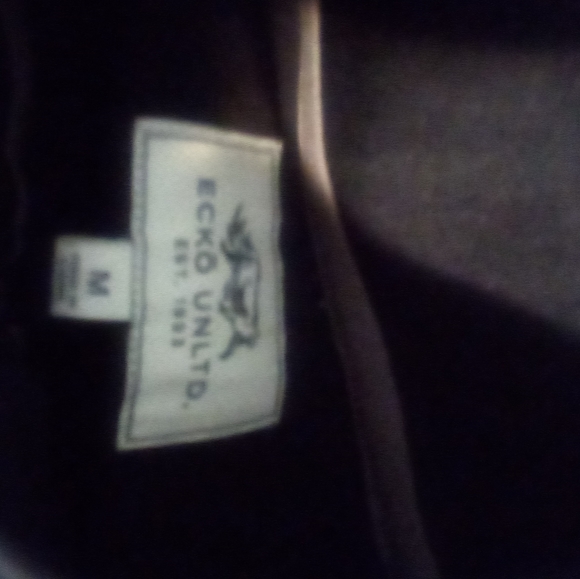 ECKŌ UNLTD.
EST. 1993
M